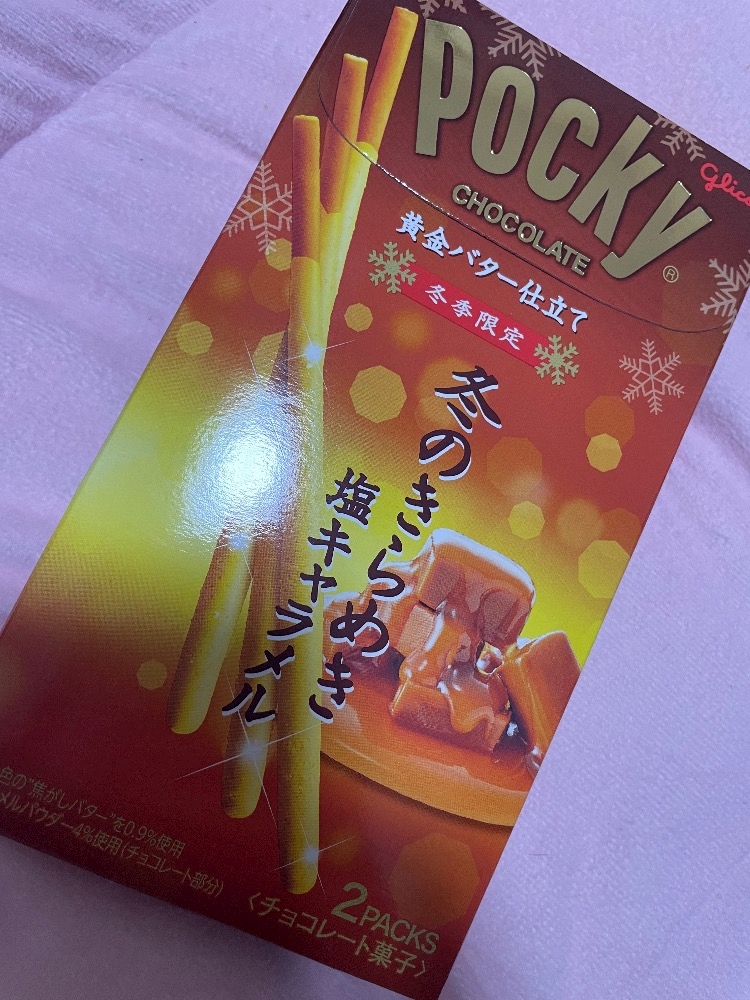 POCKY
Glico
CHOCOLATE
®
黄金バター仕立て
冬季限定
冬のきらめき
塩キャラメル
色の"焦がしバター"を0.9%使用
メルパウダー4%使用(チョコレート部分)
2PACKS
〈チョコレート菓子〉